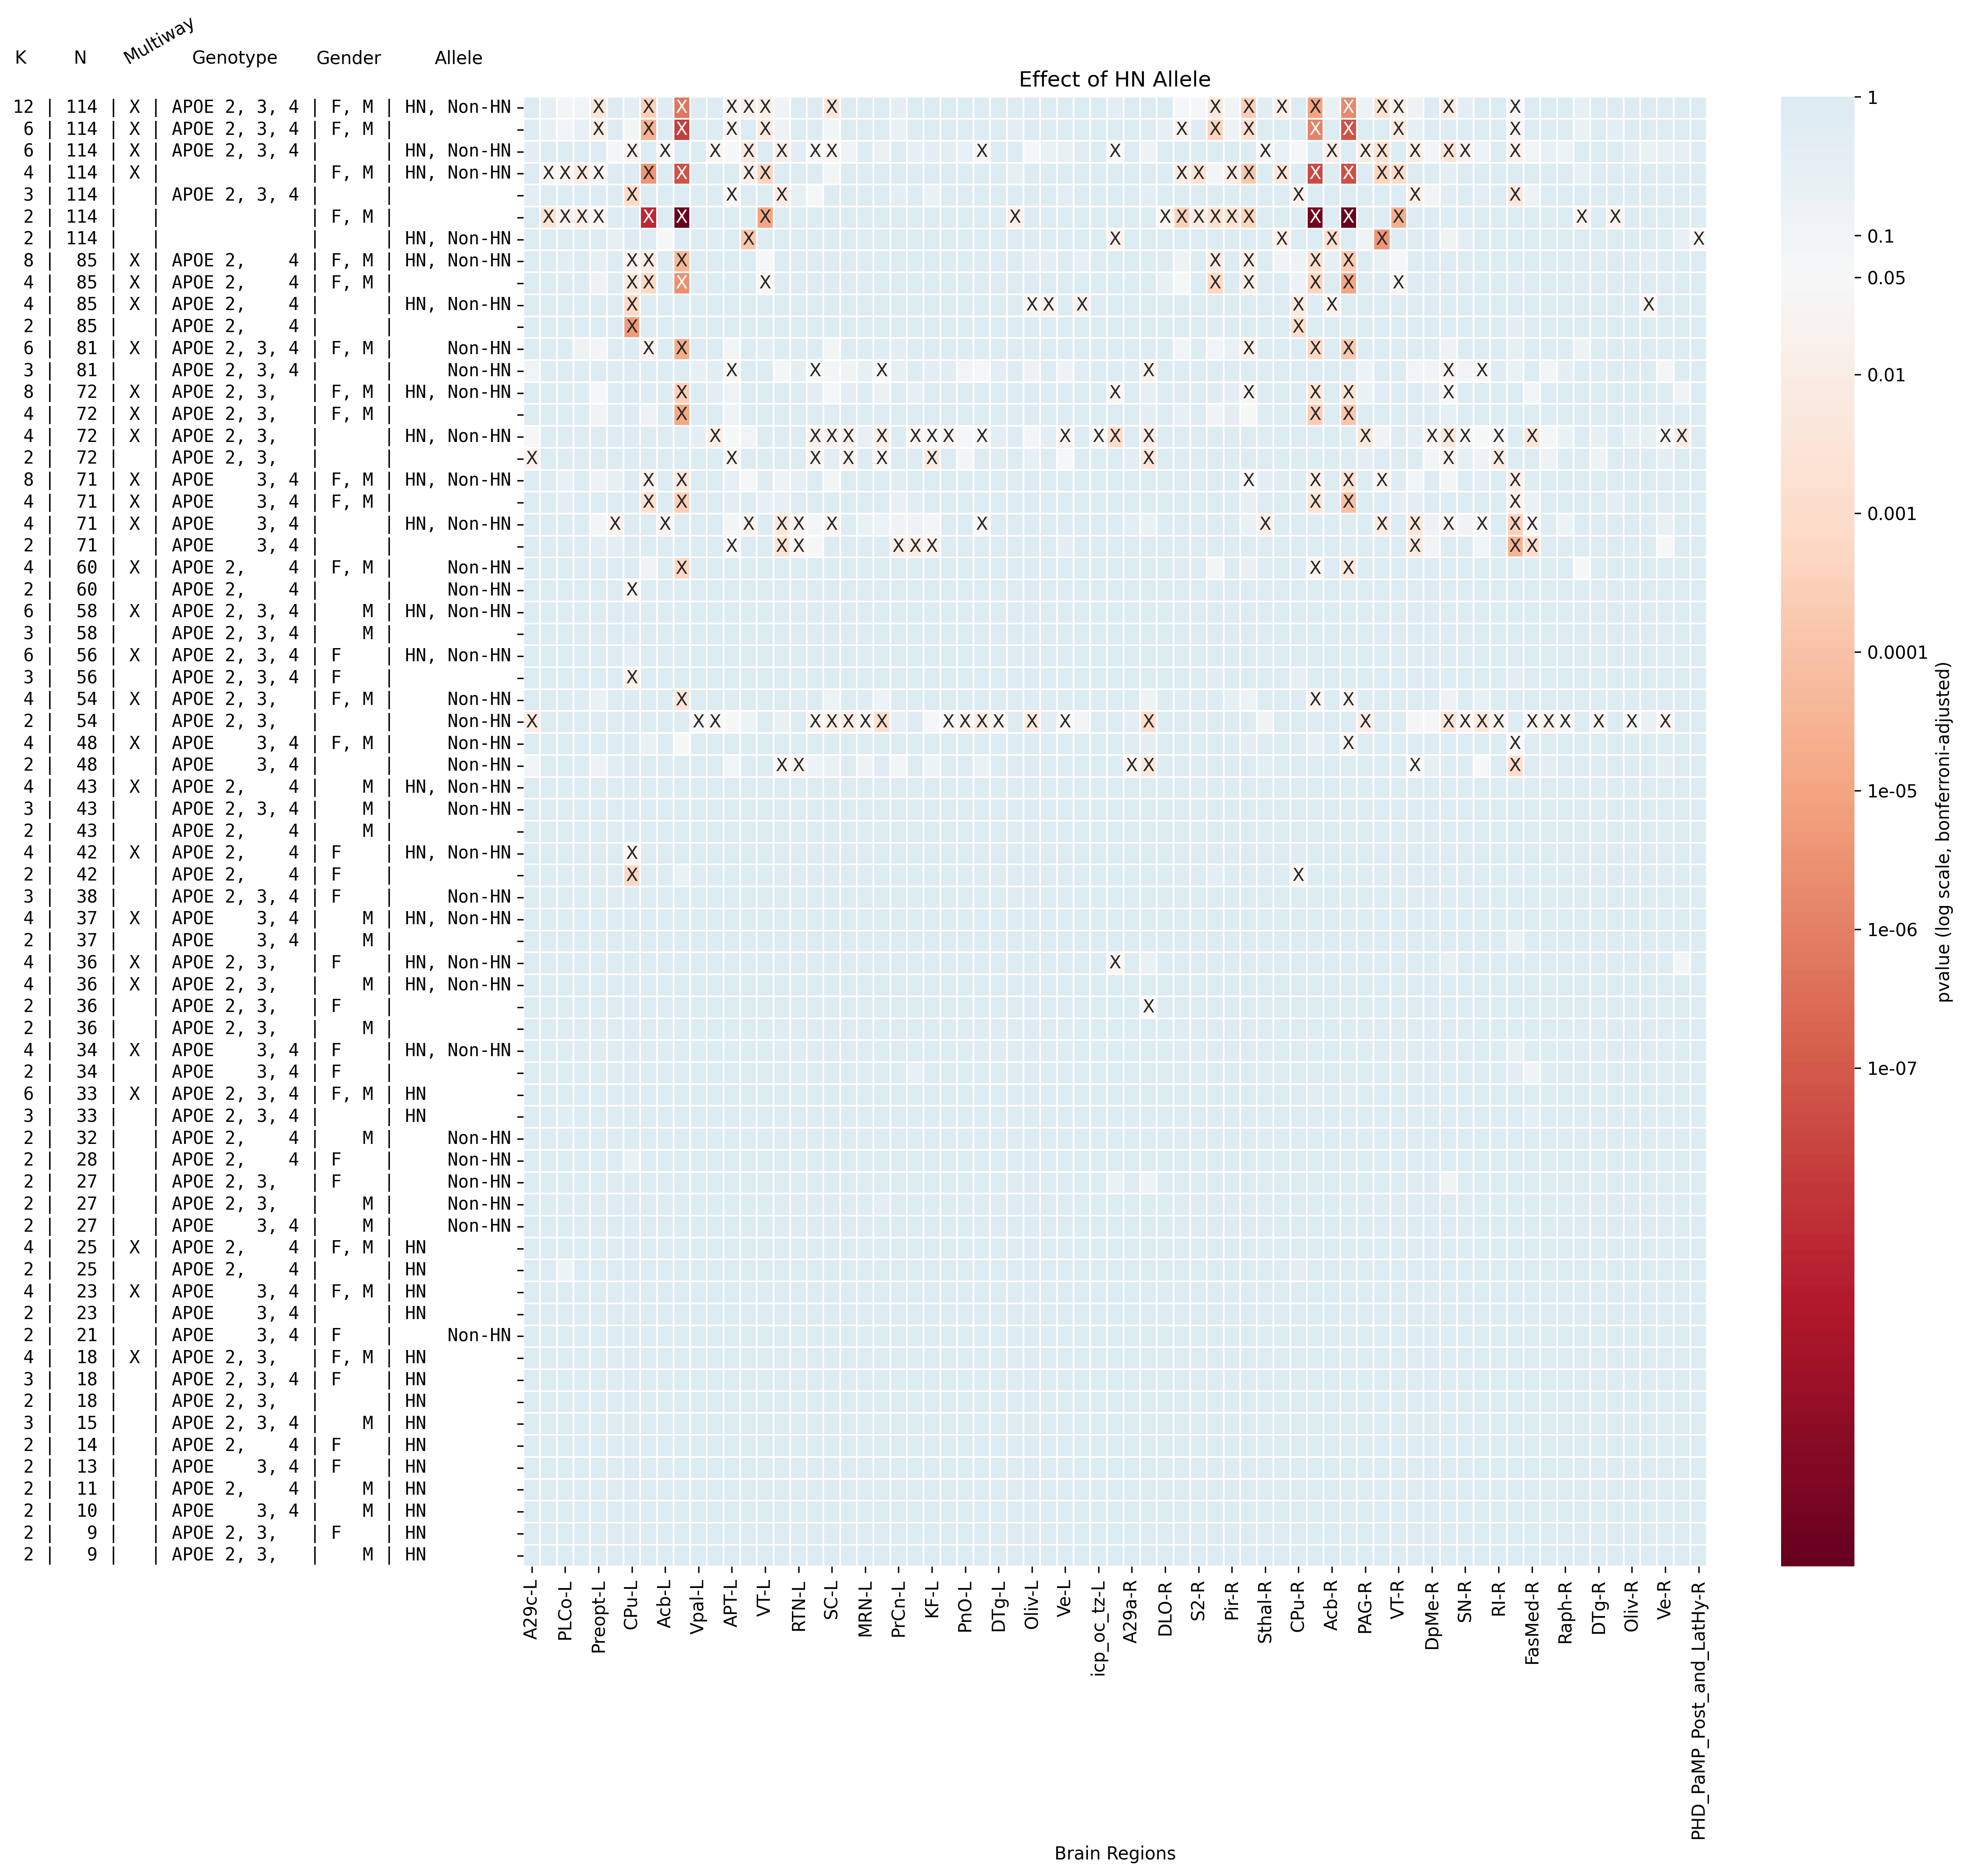 Multiway
K N Genotype Gender Allele
Effect of HN Allele
12 | 114 | X | APOE 2, 3, 4 | F, M | HN, Non-HN
6 | 114 | X | APOE 2, 3, 4 | F, M |
6 | 114 | X | APOE 2, 3, 4 | | HN, Non-HN
4 | 114 | X | | F, M | HN, Non-HN
3 | 114 | | APOE 2, 3, 4 | |
2 | 114 | | | F, M |
2 | 114 | | | | HN, Non-HN
8 | 85 | X | APOE 2, 4 | F, M | HN, Non-HN
4 | 85 | X | APOE 2, 4 | F, M |
4 | 85 | X | APOE 2, 4 | | HN, Non-HN
2 | 85 | | APOE 2, 4 | |
6 | 81 | X | APOE 2, 3, 4 | F, M | Non-HN
3 | 81 | | APOE 2, 3, 4 | | Non-HN
8 | 72 | X | APOE 2, 3, | F, M | HN, Non-HN
4 | 72 | X | APOE 2, 3, | F, M |
4 | 72 | X | APOE 2, 3, | | HN, Non-HN
2 | 72 | | APOE 2, 3, | |
8 | 71 | X | APOE 3, 4 | F, M | HN, Non-HN
4 | 71 | X | APOE 3, 4 | F, M |
4 | 71 | X | APOE 3, 4 | | HN, Non-HN
2 | 71 | | APOE 3, 4 | |
4 | 60 | X | APOE 2, 4 | F, M | Non-HN
2 | 60 | | APOE 2, 4 | | Non-HN
6 | 58 | X | APOE 2, 3, 4 | M | HN, Non-HN
3 | 58 | | APOE 2, 3, 4 | M |
6 | 56 | X | APOE 2, 3, 4 | F | HN, Non-HN
3 | 56 | | APOE 2, 3, 4 | F |
4 | 54 | X | APOE 2, 3, | F, M | Non-HN
2 | 54 | | APOE 2, 3, | | Non-HN
4 | 48 | X | APOE 3, 4 | F, M | Non-HN
2 | 48 | | APOE 3, 4 | | Non-HN
4 | 43 | X | APOE 2, 4 | M | HN, Non-HN
3 | 43 | | APOE 2, 3, 4 | M | Non-HN
2 | 43 | | APOE 2, 4 | M |
4 | 42 | X | APOE 2, 4 | F | HN, Non-HN
2 | 42 | | APOE 2, 4 | F |
3 | 38 | | APOE 2, 3, 4 | F | Non-HN
4 | 37 | X | APOE 3, 4 | M | HN, Non-HN
2 | 37 | | APOE 3, 4 | M |
4 | 36 | X | APOE 2, 3, | F | HN, Non-HN
4 | 36 | X | APOE 2, 3, | M | HN, Non-HN
2 | 36 | | APOE 2, 3, | F |
2 | 36 | | APOE 2, 3, | M |
4 | 34 | X | APOE 3, 4 | F | HN, Non-HN
2 | 34 | | APOE 3, 4 | F |
6 | 33 | X | APOE 2, 3, 4 | F, M | HN
3 | 33 | | APOE 2, 3, 4 | | HN
2 | 32 | | APOE 2, 4 | M | Non-HN
2 | 28 | | APOE 2, 4 | F | Non-HN
2 | 27 | | APOE 2, 3, | F | Non-HN
2 | 27 | | APOE 2, 3, | M | Non-HN
2 | 27 | | APOE 3, 4 | M | Non-HN
4 | 25 | X | APOE 2, 4 | F, M | HN
2 | 25 | | APOE 2, 4 | | HN
4 | 23 | X | APOE 3, 4 | F, M | HN
2 | 23 | | APOE 3, 4 | | HN
2 | 21 | | APOE 3, 4 | F | Non-HN
4 | 18 | X | APOE 2, 3, | F, M | HN
3 | 18 | | APOE 2, 3, 4 | F | HN
2 | 18 | | APOE 2, 3, | | HN
3 | 15 | | APOE 2, 3, 4 | M | HN
2 | 14 | | APOE 2, 4 | F | HN
2 | 13 | | APOE 3, 4 | F | HN
2 | 11 | | APOE 2, 4 | M | HN
2 | 10 | | APOE 3, 4 | M | HN
2 | 9 | | APOE 2, 3, | F | HN
2 | 9 | | APOE 2, 3, | M | HN
A29c-L
PLCo-L
Preopt-L
CPu-L
Acb-L
Vpal-L
APT-L
VT-L
RTN-L
SC-L
MRN-L
PrCn-L
KF-L
PnO-L
DTg-L
Oliv-L
Ve-L
icp_oc_tz-L
A29a-R
DLO-R
S2-R
Pir-R
Sthal-R
CPu-R
Acb-R
PAG-R
VT-R
DpMe-R
SN-R
RI-R
FasMed-R
Raph-R
DTg-R
Oliv-R
Ve-R
PHD_PaMP_Post_and_LatHy-R
Brain Regions
1
0.1
0.05
0.01
0.001
0.0001
1e-05
1e-06
1e-07
pvalue (log scale, bonferroni-adjusted)